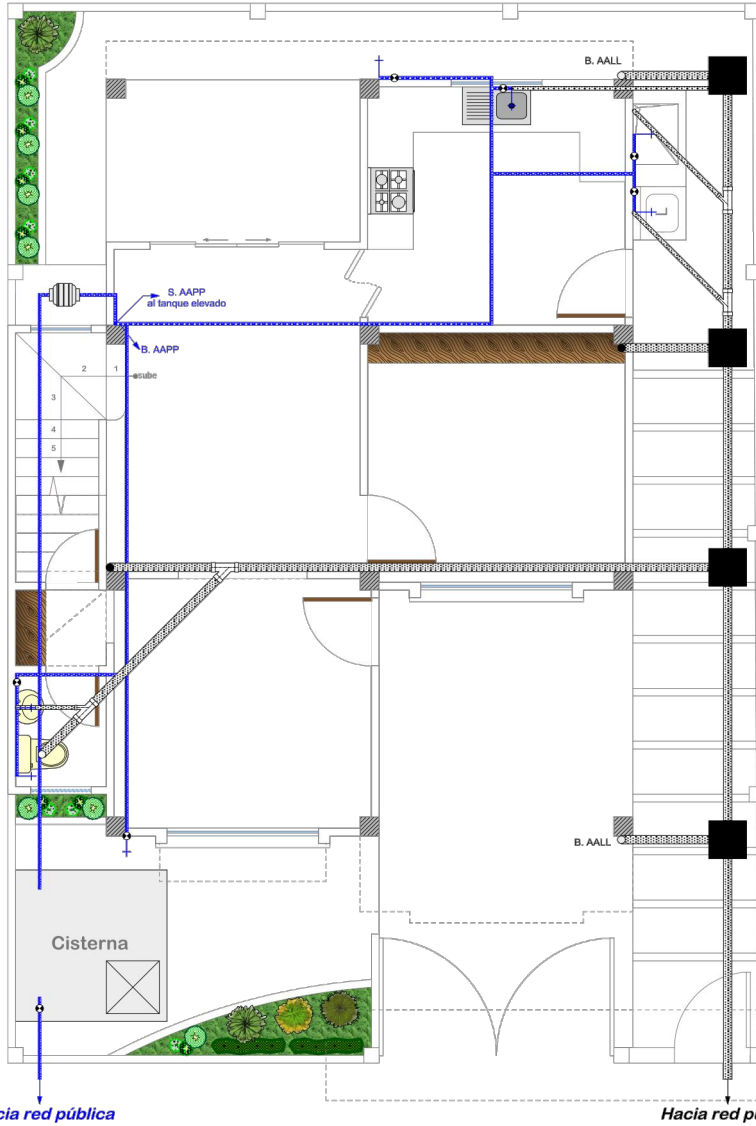 B. AALL
S. AAPP
al tanque elevado
B. AAPP
2
1
sube
3
4
5
L
B. AALL
Cisterna
cia red pública
Hacia red pú